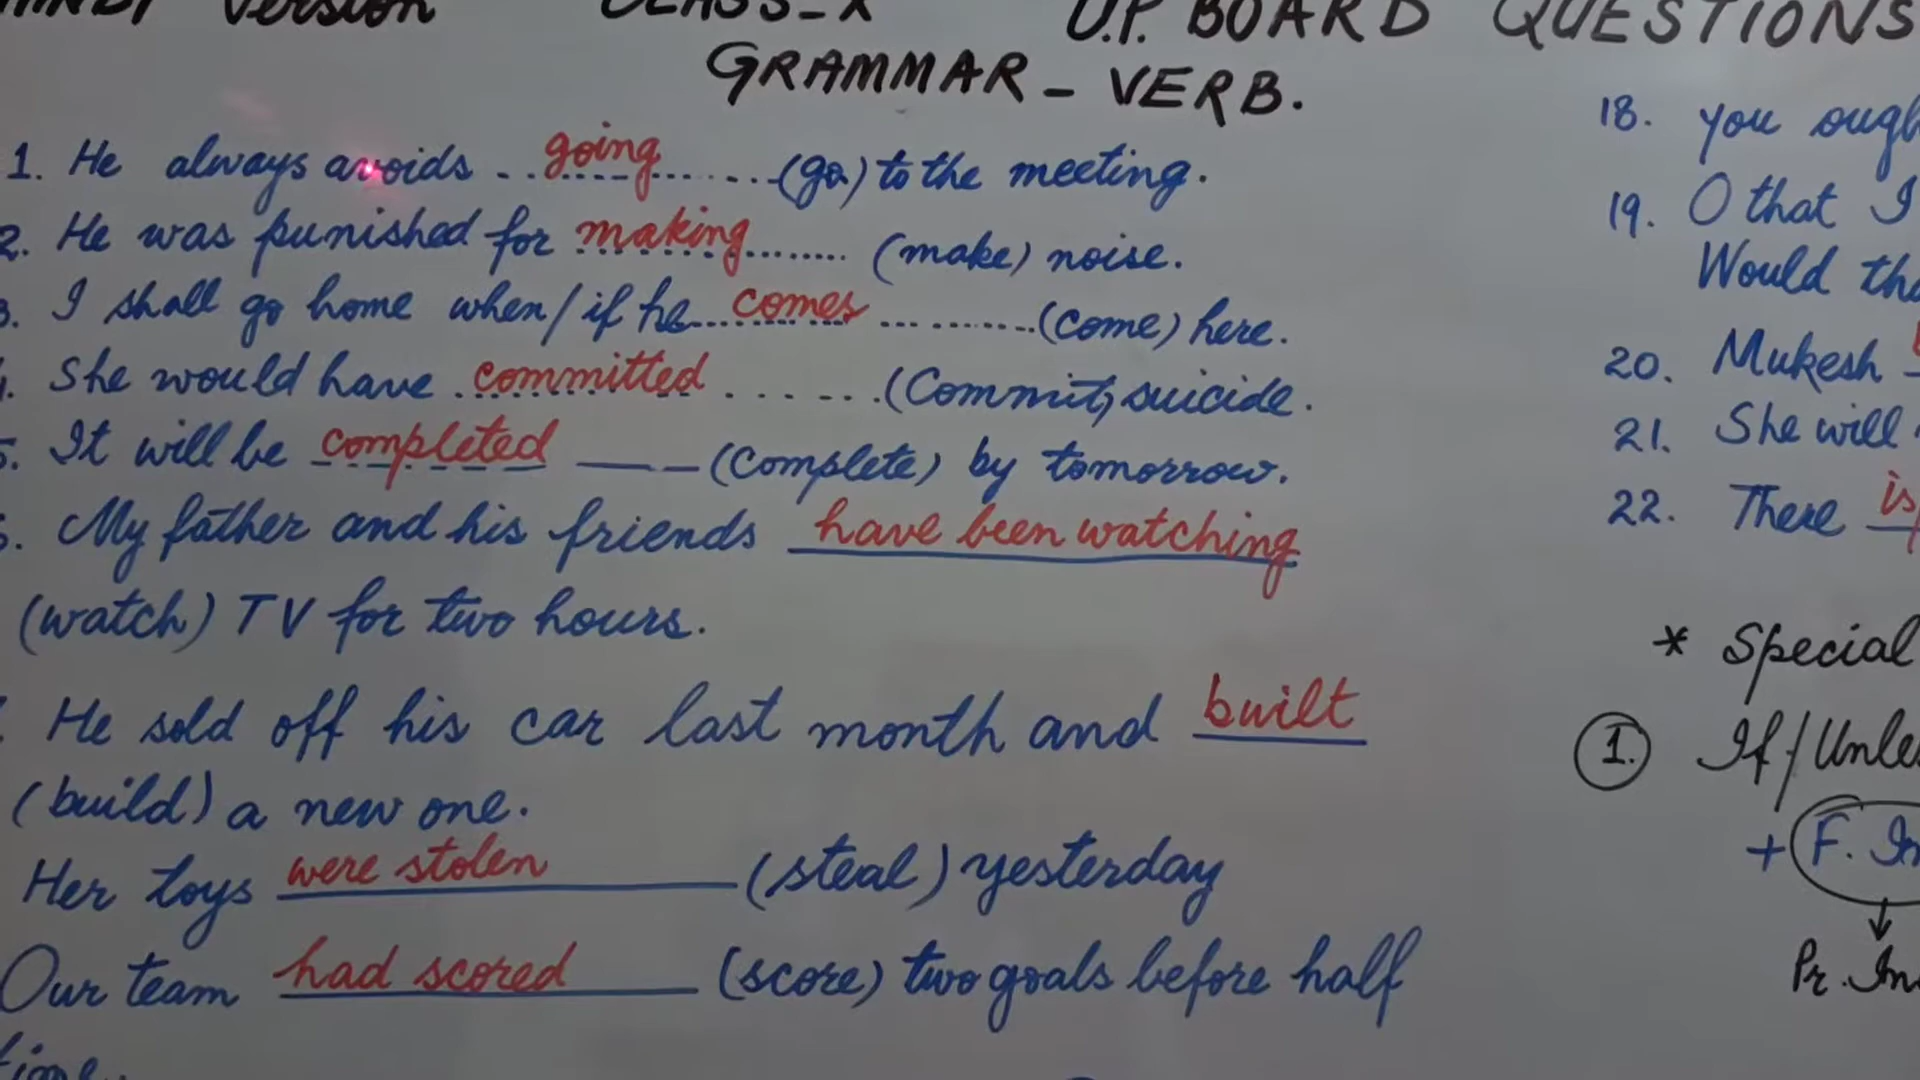 Version CLASS-X U.P. BOARD QUESTIONS
GRAMMAR - VERB.
1. He always avoids going (go) to the meeting.
2. He was punished for making (make) noise.
3. I shall go home when/if he comes (come) here.
She would have committed (Commit) suicide.
5. It will be completed (Complete) by tomorrow.
My father and his friends have been watching
(watch) TV for two hours.
He sold off his car last month and built
(build) a new one.
Her toys were stolen (steal) yesterday
Our team had scored (score) two goals before half
time.
18. you
19. O that I
Would
20. Mukesh
21. She will
22. There is
* Special
1. If/
+ F.
Pr.